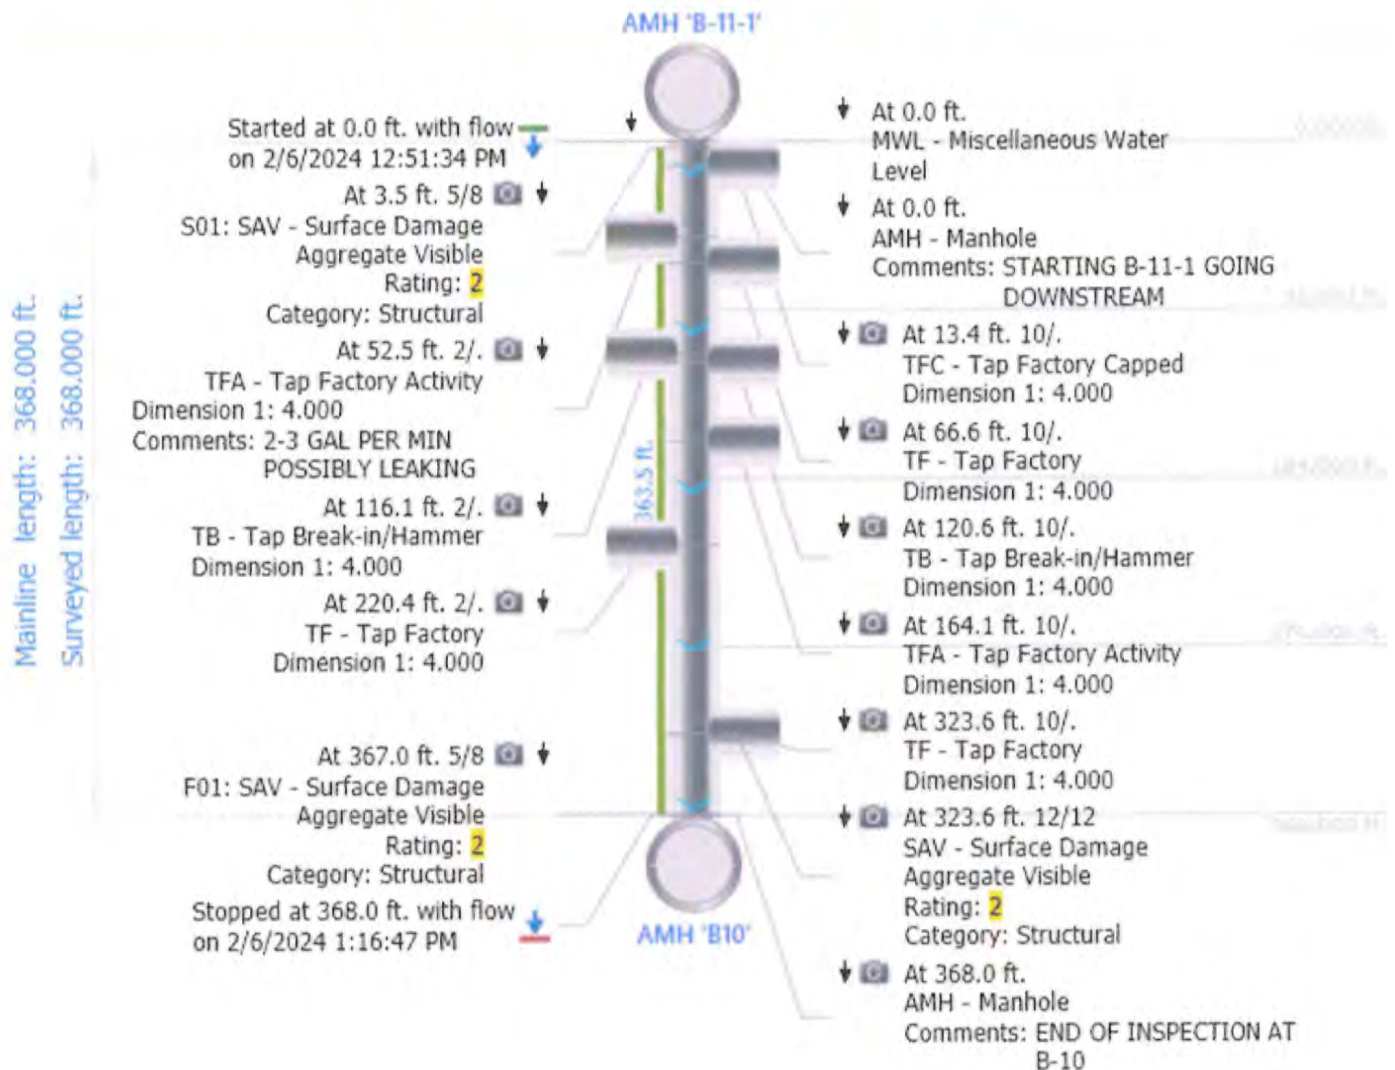 AMH 'B-11-1'
Started at 0.0 ft. with flow
on 2/6/2024 12:51:34 PM
At 3.5 ft. 5/8
S01: SAV - Surface Damage
Aggregate Visible
Rating: 2
Category: Structural
At 52.5 ft. 2/.
TFA - Tap Factory Activity
Dimension 1: 4.000
Comments: 2-3 GAL PER MIN
POSSIBLY LEAKING
At 116.1 ft. 2/.
TB - Tap Break-in/Hammer
Dimension 1: 4.000
At 220.4 ft. 2/.
TF - Tap Factory
Dimension 1: 4.000
At 367.0 ft. 5/8
F01: SAV - Surface Damage
Aggregate Visible
Rating: 2
Category: Structural
Stopped at 368.0 ft. with flow
on 2/6/2024 1:16:47 PM
Mainline length: 368.000 ft.
Surveyed length: 368.000 ft.
363.5 ft.
At 0.0 ft.
MWL - Miscellaneous Water
Level
At 0.0 ft.
AMH - Manhole
Comments: STARTING B-11-1 GOING
DOWNSTREAM
At 13.4 ft. 10/.
TFC - Tap Factory Capped
Dimension 1: 4.000
At 66.6 ft. 10/.
TF - Tap Factory
Dimension 1: 4.000
At 120.6 ft. 10/.
TB - Tap Break-in/Hammer
Dimension 1: 4.000
At 164.1 ft. 10/.
TFA - Tap Factory Activity
Dimension 1: 4.000
At 323.6 ft. 10/.
TF - Tap Factory
Dimension 1: 4.000
At 323.6 ft. 12/12
SAV - Surface Damage
Aggregate Visible
Rating: 2
Category: Structural
At 368.0 ft.
AMH - Manhole
Comments: END OF INSPECTION AT
B-10
AMH 'B10'